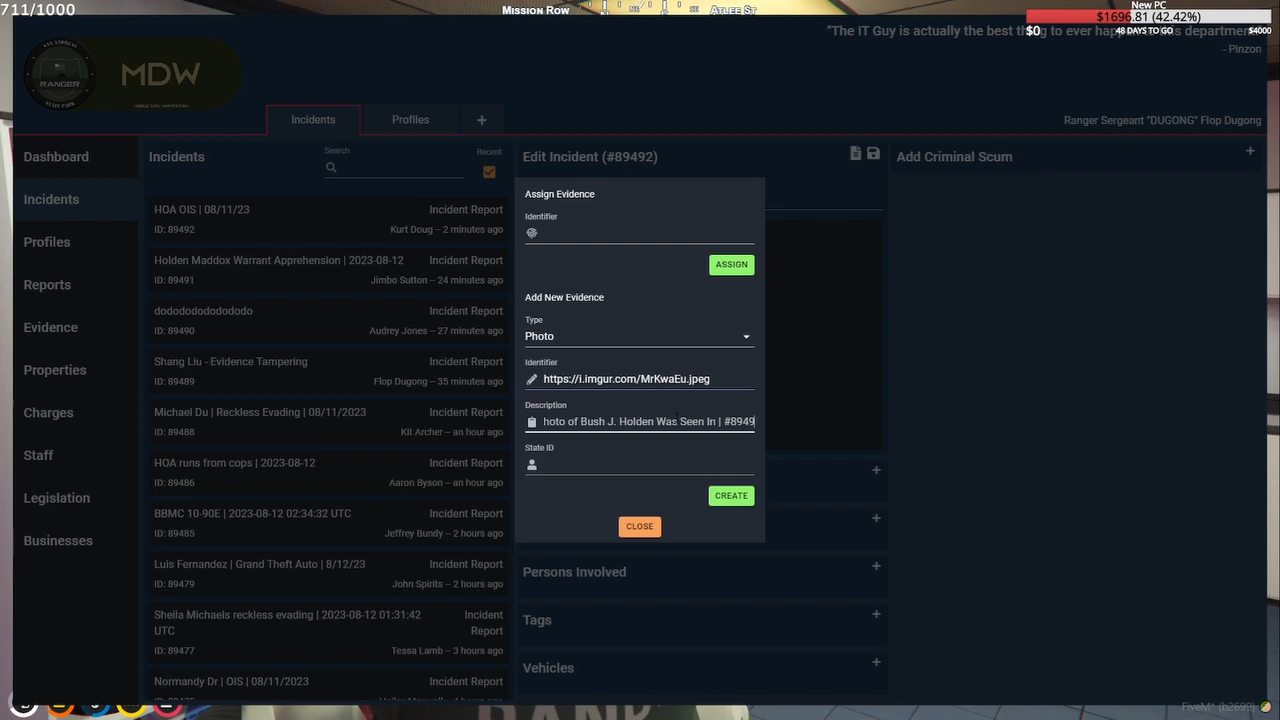 711/1000
Mission Row
NE
SE
Atlee St
New PC
$1696.81 (42.42%)
$0
48 DAYS TO GO
$4000
"The IT Guy is actually the best thing to ever happen to this department."
- Pinzon
SAN ANDREAS
RANGER
STATE PARK
MDW
Incidents
Profiles
+
Ranger Sergeant "DUGONG" Flop Dugong
Dashboard
Incidents
Profiles
Reports
Evidence
Properties
Charges
Staff
Legislation
Businesses
Incidents
Search
Recent
HOA OIS | 08/11/23
Incident Report
ID: 89492
Kurt Doug – 2 minutes ago
Holden Maddox Warrant Apprehension | 2023-08-12
Incident Report
ID: 89491
Jimbo Sutton – 24 minutes ago
dodododododododo
Incident Report
ID: 89490
Audrey Jones – 27 minutes ago
Shang Liu - Evidence Tampering
Incident Report
ID: 89489
Flop Dugong – 35 minutes ago
Michael Du | Reckless Evading | 08/11/2023
Incident Report
ID: 89488
Kit Archer – an hour ago
HOA runs from cops | 2023-08-12
Incident Report
ID: 89486
Aaron Byson – an hour ago
BBMC 10-90E | 2023-08-12 02:34:32 UTC
Incident Report
ID: 89485
Jeffrey Bundy – 2 hours ago
Luis Fernandez | Grand Theft Auto | 8/12/23
Incident Report
ID: 89479
John Spirits – 2 hours ago
Sheila Michaels reckless evading | 2023-08-12 01:31:42
UTC
Incident
Report
ID: 89477
Tessa Lamb – 3 hours ago
Normandy Dr | OIS | 08/11/2023
Incident Report
Edit Incident (#89492)
Assign Evidence
Identifier
ASSIGN
Add New Evidence
Type
Photo
Identifier
https://i.imgur.com/MrKwaEu.jpeg
Description
hoto of Bush J. Holden Was Seen In | #8949
State ID
CREATE
CLOSE
Persons Involved
+
Tags
+
Vehicles
+
Add Criminal Scum
+
FiveM* (b2699)